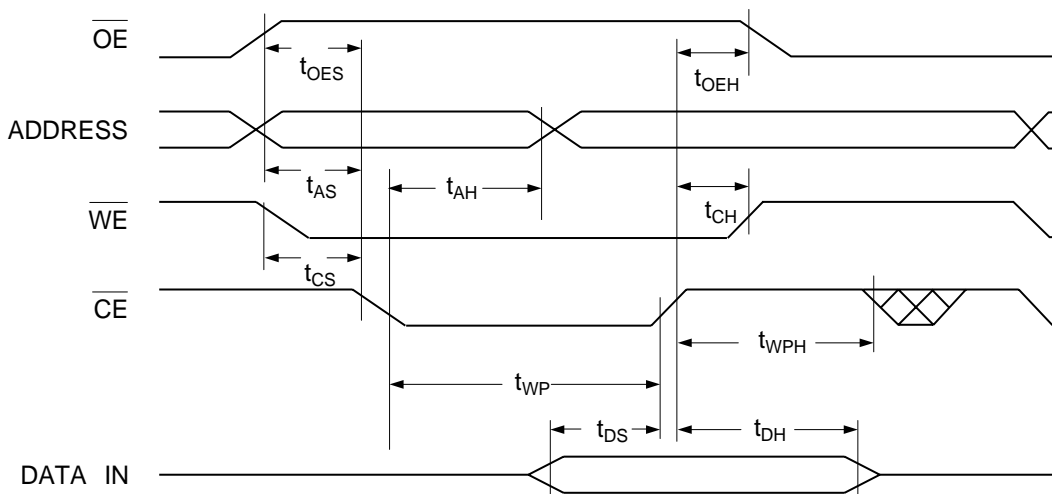 OE
tOES
tOEH
ADDRESS
tAS
tAH
tCH
WE
tCS
CE
tWPH
tWP
tDS
tDH
DATA IN